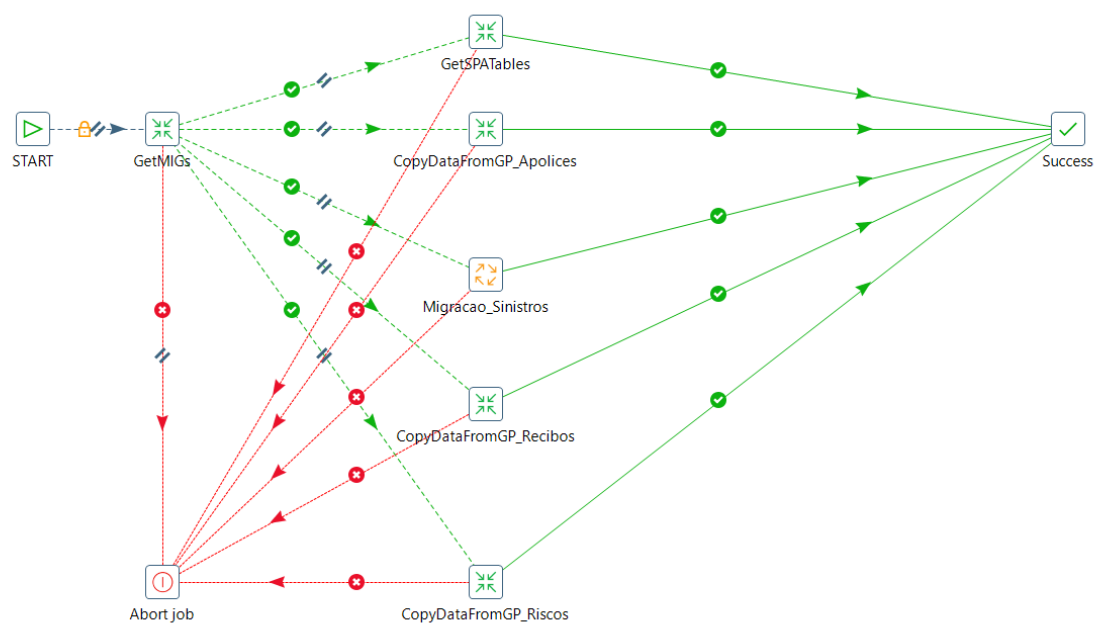 GetSPATables
START
GetMIGs
CopyDataFromGP_Apolices
Success
Migracao_Sinistros
CopyDataFromGP_Recibos
Abort job
CopyDataFromGP_Riscos